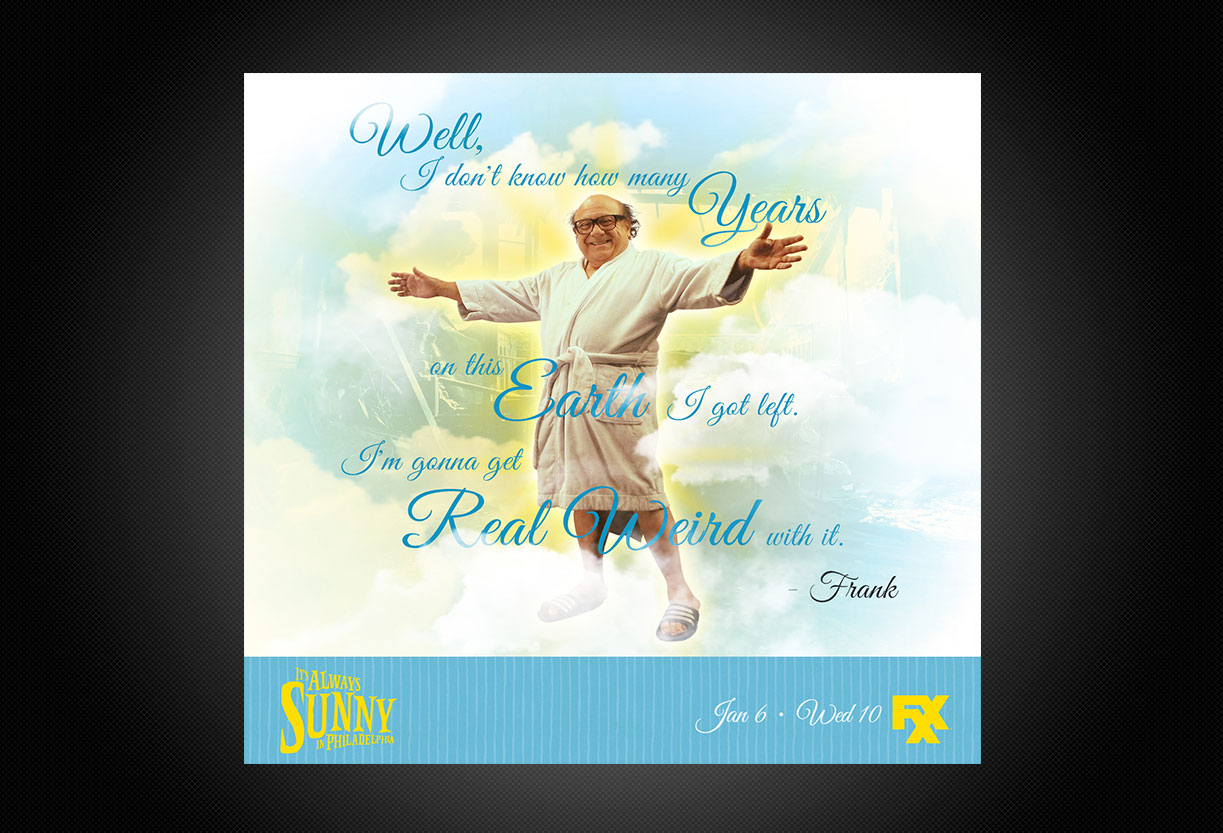 Well,
I don't know how many
Years
on this
Earth I got left.
I'm gonna get
Real Weird with it.
– Frank
IT'S ALWAYS
SUNNY
IN PHILADELPHIA
Jan 6 • Wed 10 FXX